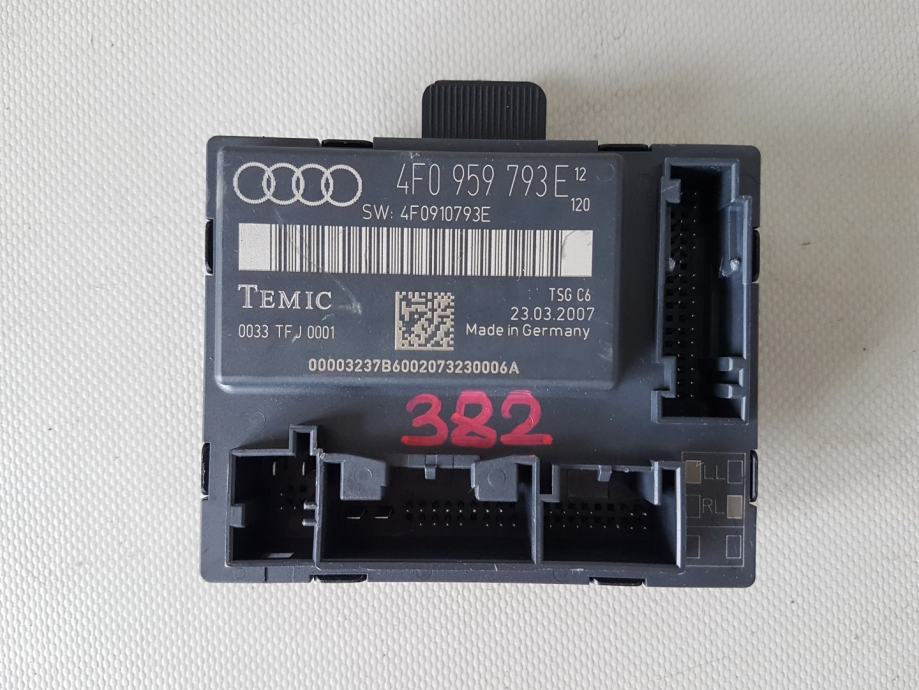 4F0 959 793 E 12
120
SW: 4F0910793E
TEMIC
TSG C6
23.03.2007
0033 TFJ 0001
Made in Germany
00003237B6002073230006A
382
LL
RL